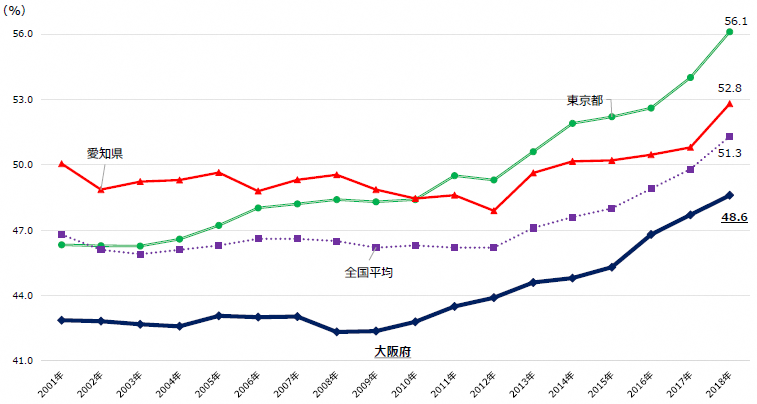 (%)
56.0
53.0
50.0
47.0
44.0
41.0
56.1
52.8
51.3
48.6
東京都
愛知県
全国平均
大阪府
2001年
2002年
2003年
2004年
2005年
2006年
2007年
2008年
2009年
2010年
2011年
2012年
2013年
2014年
2015年
2016年
2017年
2018年